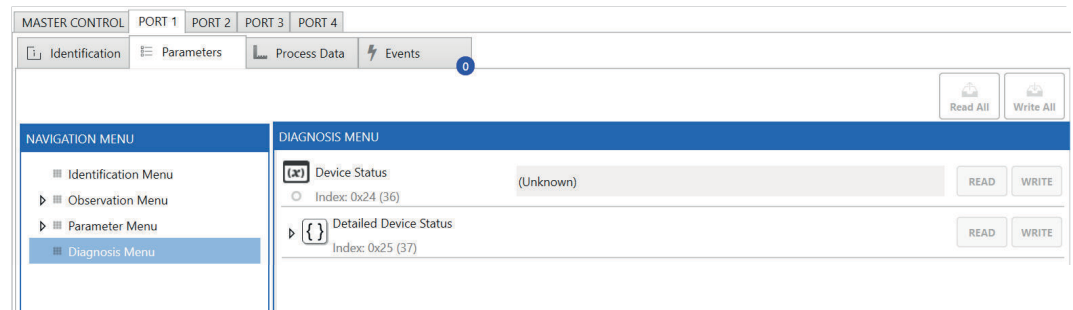 MASTER CONTROL PORT 1 PORT 2 PORT 3 PORT 4
Identification Parameters Process Data Events 0
Read All Write All
NAVIGATION MENU
Identification Menu
Observation Menu
Parameter Menu
Diagnosis Menu
DIAGNOSIS MENU
(x) Device Status (Unknown) READ WRITE
Index: 0x24 (36)
{} Detailed Device Status READ WRITE
Index: 0x25 (37)